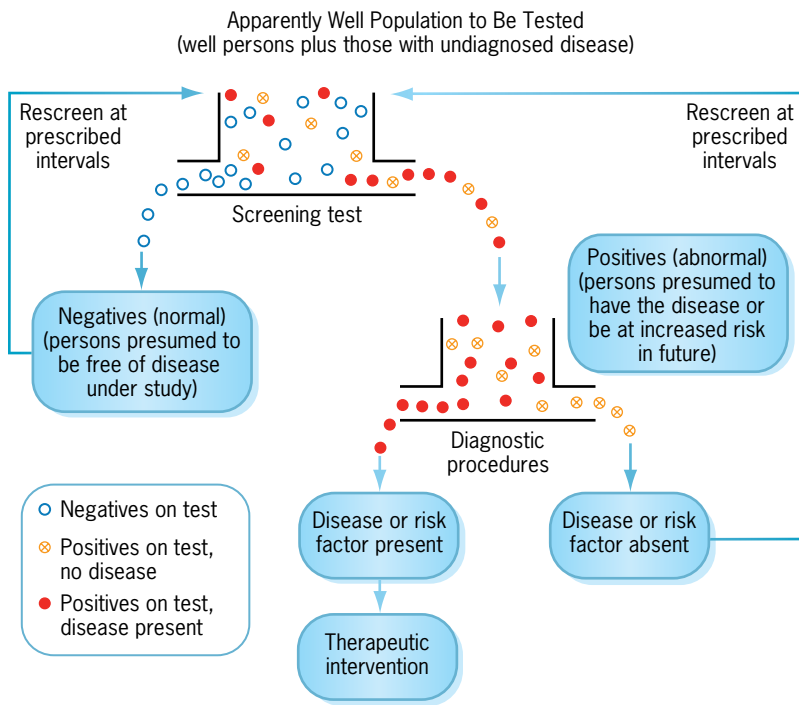 Apparently Well Population to Be Tested
(well persons plus those with undiagnosed disease)
Rescreen at
prescribed
intervals
Rescreen at
prescribed
intervals
Screening test
Negatives (normal)
(persons presumed to
be free of disease
under study)
Positives (abnormal)
(persons presumed to
have the disease or
be at increased risk
in future)
Diagnostic
procedures
Negatives on test
Positives on test,
no disease
Positives on test,
disease present
Disease or risk
factor present
Disease or risk
factor absent
Therapeutic
intervention